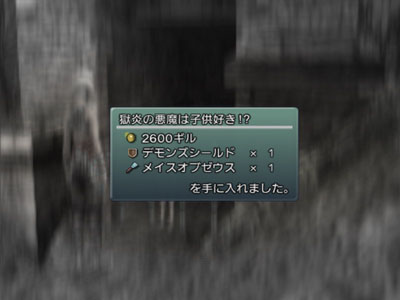 獄炎の悪魔は子供好き!?
2600ギル
デモンズシールド × 1
メイスオブゼウス × 1
を手に入れました。